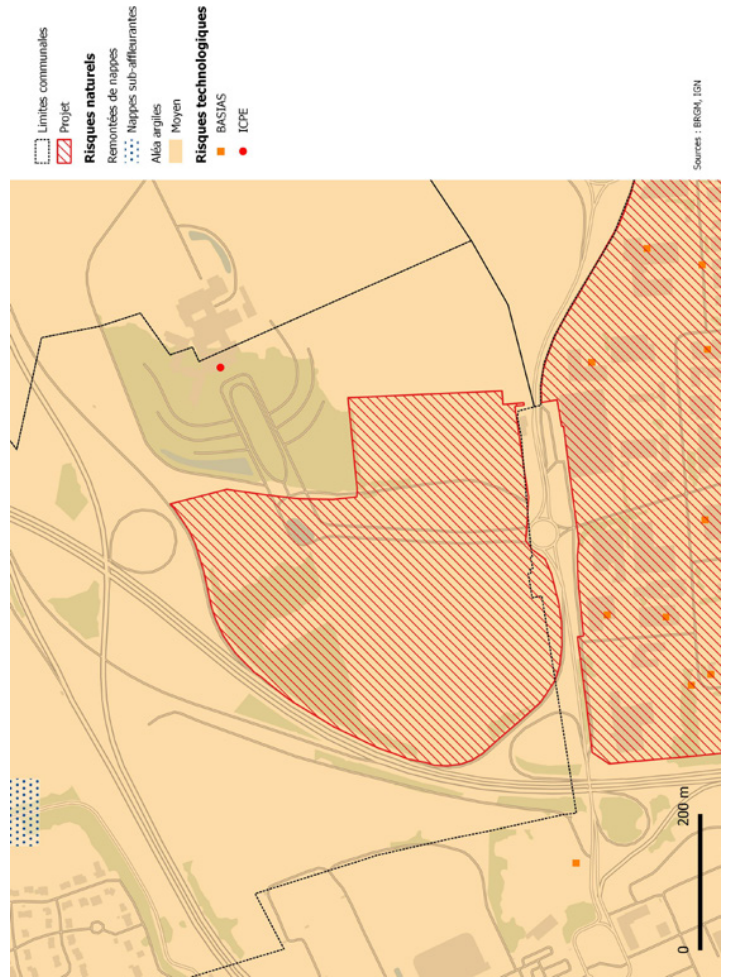 Limites communales
Projet
Risques naturels
Remontées de nappes
Nappes sub-affleurantes
Aléa argiles
Moyen
Risques technologiques
BASIAS
ICPE
Sources : BRGM, IGN
0 200 m